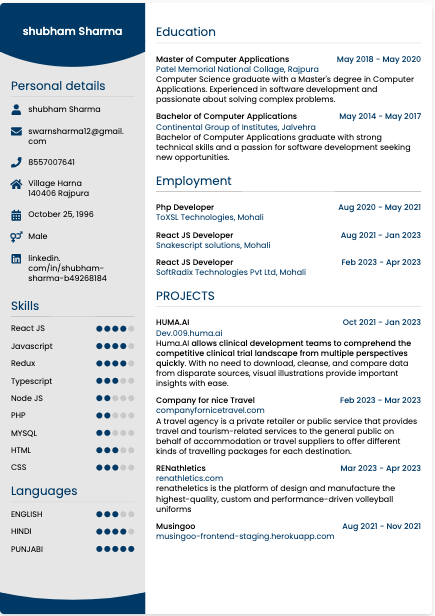 shubham Sharma
Personal details
shubham Sharma
swarnsharma12@gmail.
com
8557007641
Village Harna
140406 Rajpura
October 25, 1996
Male
linkedin.
com/in/shubham-
sharma-b49268184
Skills
React JS
Javascript
Redux
Typescript
Node JS
PHP
MYSQL
HTML
CSS
Languages
ENGLISH
HINDI
PUNJABI
Education
Master of Computer Applications May 2018 - May 2020
Patel Memorial National Collage, Rajpura
Computer Science graduate with a Master's degree in Computer
Applications. Experienced in software development and
passionate about solving complex problems.
Bachelor of Computer Applications May 2014 - May 2017
Continental Group of Institutes, Jalvehra
Bachelor of Computer Applications graduate with strong
technical skills and a passion for software development seeking
new opportunities.
Employment
Php Developer Aug 2020 - May 2021
ToXSL Technologies, Mohali
React JS Developer Aug 2021 - Jan 2023
Snakescript solutions, Mohali
React JS Developer Feb 2023 - Apr 2023
SoftRadix Technologies Pvt Ltd, Mohali
PROJECTS
HUMA.AI Oct 2021 - Jan 2023
Dev.009.huma.ai
Huma.AI allows clinical development teams to comprehend the
competitive clinical trial landscape from multiple perspectives
quickly. With no need to download, cleanse, and compare data
from disparate sources, visual illustrations provide important
insights with ease.
Company for nice Travel Feb 2023 - Mar 2023
companyfornicetravel.com
A travel agency is a private retailer or public service that provides
travel and tourism-related services to the general public on
behalf of accommodation or travel suppliers to offer different
kinds of travelling packages for each destination.
RENathletics Mar 2023 - Apr 2023
renathletics.com
renatheletics is the platform of design and manufacture the
highest-quality, custom and performance-driven volleyball
uniforms
Musingoo Aug 2021 - Nov 2021
musingoo-frontend-staging.herokuapp.com